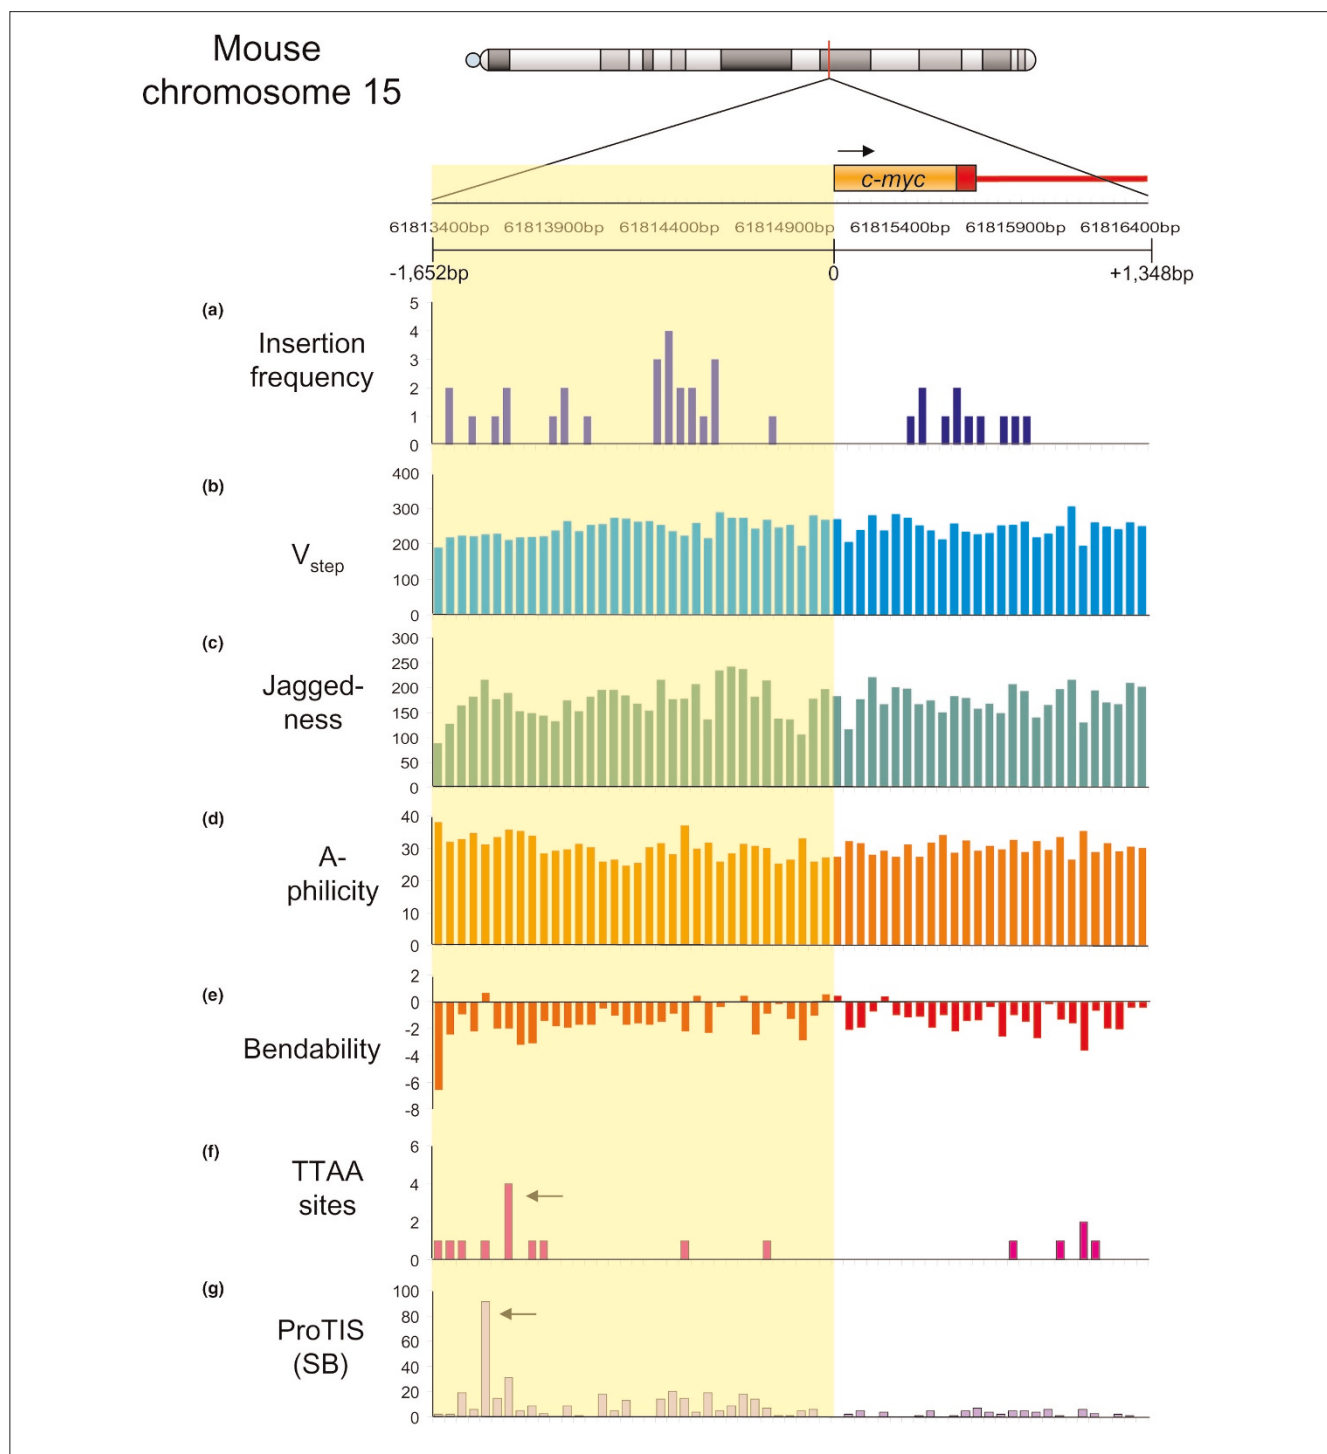 Mouse
chromosome 15
c-myc
61813400bp 61813900bp 61814400bp 61814900bp 61815400bp 61815900bp 61816400bp
-1,652bp 0 +1,348bp
(a)
Insertion
frequency
5
4
3
2
1
0
(b)
Vstep
400
300
200
100
0
(c)
Jagged-
ness
300
250
200
150
100
50
0
(d)
A-
philicity
40
30
20
10
0
(e)
Bendability
2
0
-2
-4
-6
-8
(f)
TTAA
sites
6
4
2
0
(g)
ProTIS
(SB)
100
80
60
40
20
0